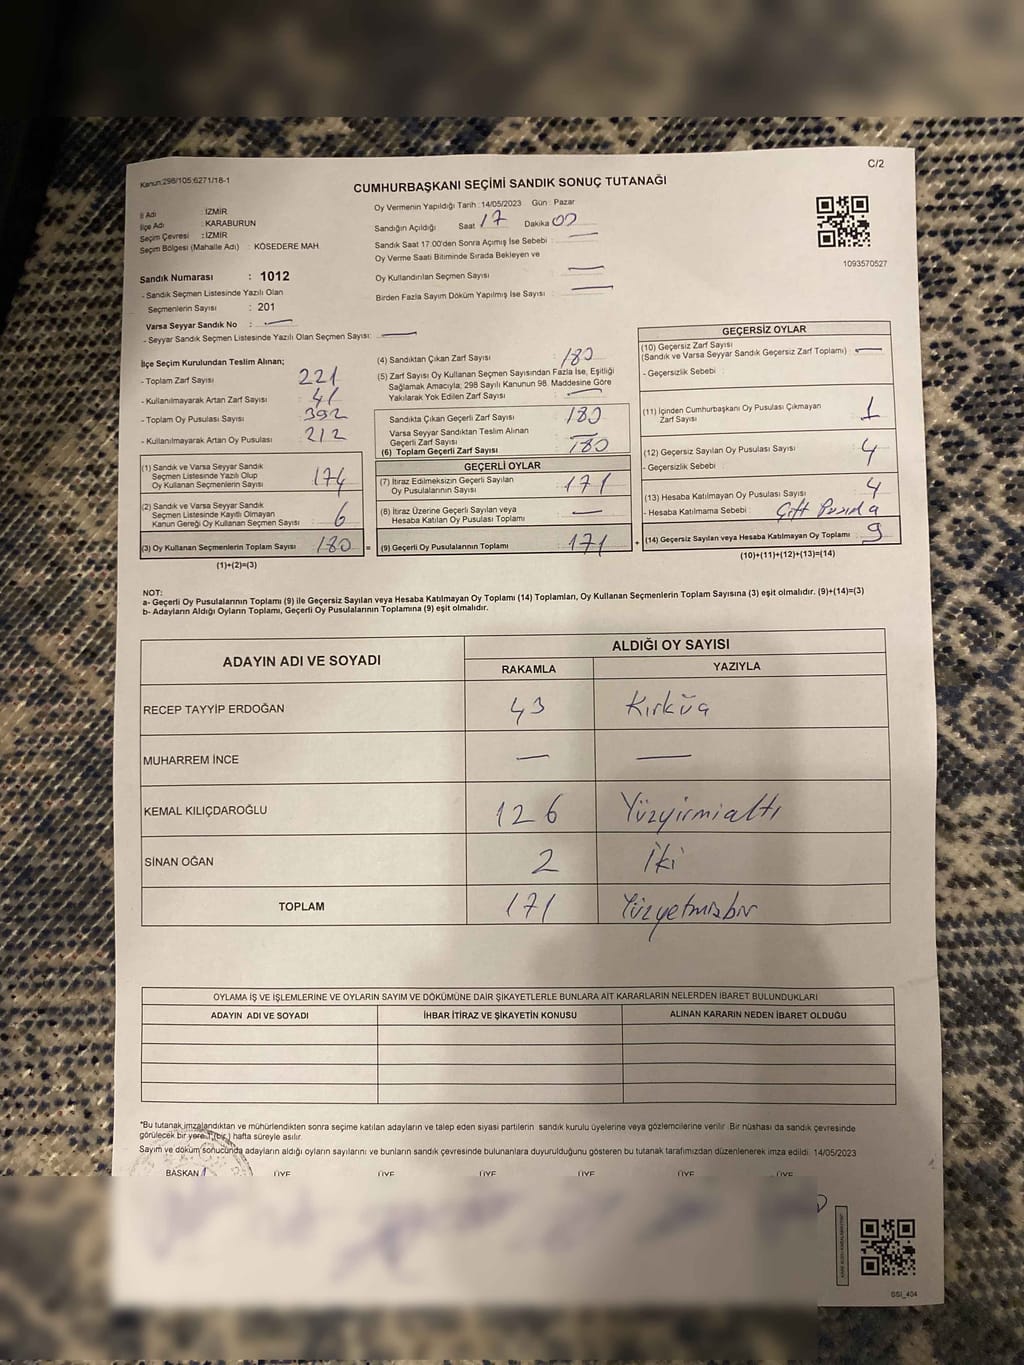 C/2
Kanun:298/105;6271/18-1
CUMHURBAŞKANI SEÇİMİ SANDIK SONUÇ TUTANAĞI
İl Adı : İZMİR
İlçe Adı : KARABURUN
Seçim Çevresi : İZMİR
Seçim Bölgesi (Mahalle Adı) : KÖSEDERE MAH.
Sandık Numarası : 1012
- Sandık Seçmen Listesinde Yazılı Olan
Seçmenlerin Sayısı : 201
Varsa Seyyar Sandık No : —
- Seyyar Sandık Seçmen Listesinde Yazılı Olan Seçmen Sayısı: —
Oy Vermenin Yapıldığı Tarih : 14/05/2023 Gün : Pazar
Sandığın Açıldığı Saat 17 Dakika 00
Sandık Saat 17.00'den Sonra Açımış İse Sebebi : —
Oy Verme Saati Bitiminde Sırada Bekleyen ve
Oy Kullandırılan Seçmen Sayısı —
Birden Fazla Sayım Döküm Yapılmış İse Sayısı : —
1093570527
İlçe Seçim Kurulundan Teslim Alınan;
- Toplam Zarf Sayısı 221
- Kullanılmayarak Artan Zarf Sayısı 41
- Toplam Oy Pusulası Sayısı 392
- Kullanılmayarak Artan Oy Pusulası 212
(1) Sandık ve Varsa Seyyar Sandık
Seçmen Listesinde Yazılı Olup
Oy Kullanan Seçmenlerin Sayısı 174
(2) Sandık ve Varsa Seyyar Sandık
Seçmen Listesinde Kayıtlı Olmayan
Kanun Gereği Oy Kullanan Seçmen Sayısı 6
(3) Oy Kullanan Seçmenlerin Toplam Sayısı 180 =
(1)+(2)=(3)
(4) Sandıktan Çıkan Zarf Sayısı 180
(5) Zarf Sayısı Oy Kullanan Seçmen Sayısından Fazla İse, Eşitliği
Sağlamak Amacıyla; 298 Sayılı Kanunun 98. Maddesine Göre
Yakılarak Yok Edilen Zarf Sayısı —
Sandıkta Çıkan Geçerli Zarf Sayısı 180
Varsa Seyyar Sandıktan Teslim Alınan
Geçerli Zarf Sayısı —
(6) Toplam Geçerli Zarf Sayısı 180
GEÇERLİ OYLAR
(7) İtiraz Edilmeksizin Geçerli Sayılan
Oy Pusulalarının Sayısı 171
(8) İtiraz Üzerine Geçerli Sayılan veya
Hesaba Katılan Oy Pusulası Toplamı —
(9) Geçerli Oy Pusulalarının Toplamı 171 +
GEÇERSİZ OYLAR
(10) Geçersiz Zarf Sayısı
(Sandık ve Varsa Seyyar Sandık Geçersiz Zarf Toplamı) —
- Geçersizlik Sebebi :
(11) İçinden Cumhurbaşkanı Oy Pusulası Çıkmayan
Zarf Sayısı 1
(12) Geçersiz Sayılan Oy Pusulası Sayısı 4
- Geçersizlik Sebebi :
(13) Hesaba Katılmayan Oy Pusulası Sayısı 4
- Hesaba Katılmama Sebebi : Çift Pusula
(14) Geçersiz Sayılan veya Hesaba Katılmayan Oy Toplamı 9
(10)+(11)+(12)+(13)=(14)
NOT:
a- Geçerli Oy Pusulalarının Toplamı (9) ile Geçersiz Sayılan veya Hesaba Katılmayan Oy Toplamı (14) Toplamları, Oy Kullanan Seçmenlerin Toplam Sayısına (3) eşit olmalıdır. (9)+(14)=(3)
b- Adayların Aldığı Oyların Toplamı, Geçerli Oy Pusulalarının Toplamına (9) eşit olmalıdır.
ADAYIN ADI VE SOYADI ALDIĞI OY SAYISI
RAKAMLA YAZIYLA
RECEP TAYYİP ERDOĞAN 43 Kırküç
MUHARREM İNCE — —
KEMAL KILIÇDAROĞLU 126 Yüzyirmialtı
SİNAN OĞAN 2 İki
TOPLAM 171 Yüzyetmişbir
OYLAMA İŞ VE İŞLEMLERİNE VE OYLARIN SAYIM VE DÖKÜMÜNE DAİR ŞİKAYETLERLE BUNLARA AİT KARARLARIN NELERDEN İBARET BULUNDUKLARI
ADAYIN ADI VE SOYADI İHBAR İTİRAZ VE ŞİKAYETİN KONUSU ALINAN KARARIN NEDEN İBARET OLDUĞU
*Bu tutanak,imzalandıktan ve mühürlendikten sonra seçime katılan adayların ve talep eden siyasi partilerin sandık kurulu üyelerine veya gözlemcilerine verilir. Bir nüshası da sandık çevresinde
görülecek bir yere 1 (bir) hafta süreyle asılır.
Sayım ve döküm sonucunda adayların aldığı oyların sayılarını ve bunların sandık çevresinde bulunanlara duyurulduğunu gösteren bu tutanak tarafımızdan düzenlenerek imza edildi. 14/05/2023
BAŞKAN ÜYE ÜYE ÜYE ÜYE ÜYE ÜYE
SSI_404